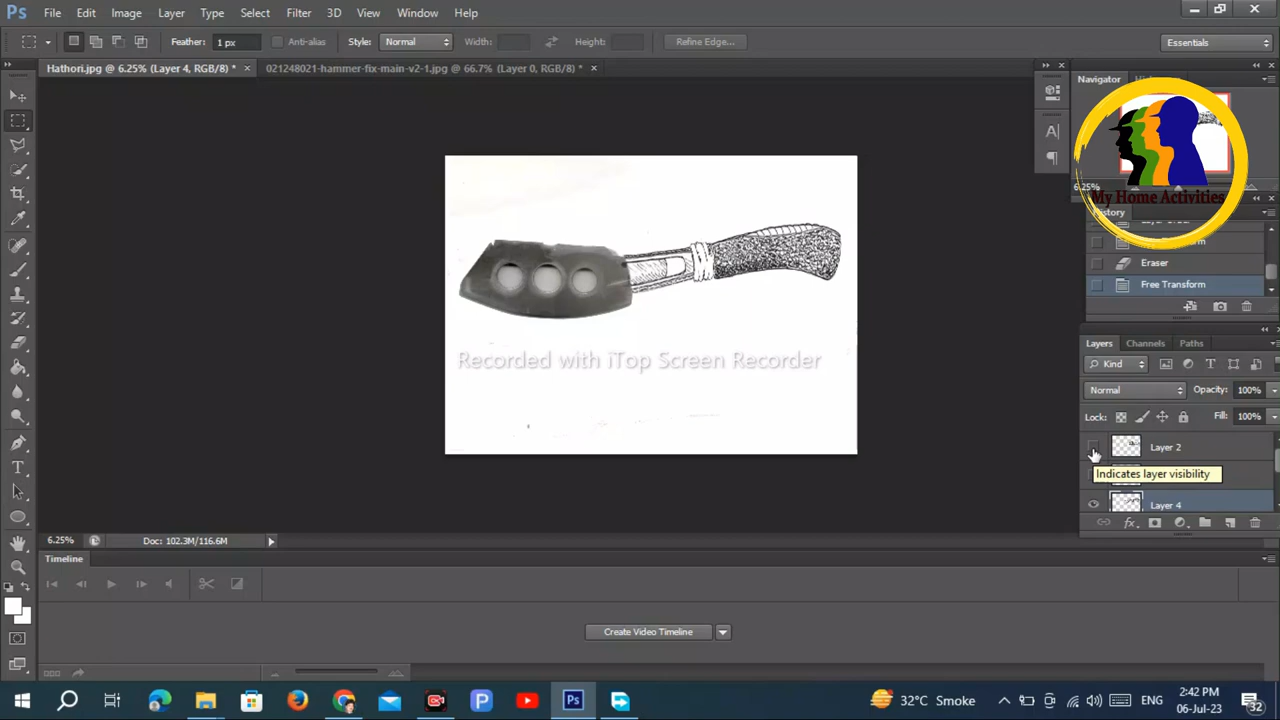 Ps File Edit Image Layer Type Select Filter 3D View Window Help
Feather: 1 px Anti-alias Style: Normal Width: Height: Refine Edge... Essentials
Hathori.jpg @ 6.25% (Layer 4, RGB/8) * × 021248021-hammer-fix-main-v2-1.jpg @ 66.7% (Layer 0, RGB/8) * ×
Navigator
6.25%
My Home Activities
History
Eraser
Free Transform
Layers Channels Paths
Kind
Normal Opacity: 100%
Lock: Fill: 100%
Layer 2
Indicates layer visibility
Layer 4
Recorded with iTop Screen Recorder
6.25% Doc: 102.3M/116.6M
Timeline
Create Video Timeline
32°C Smoke ENG 2:42 PM
06-Jul-23 32